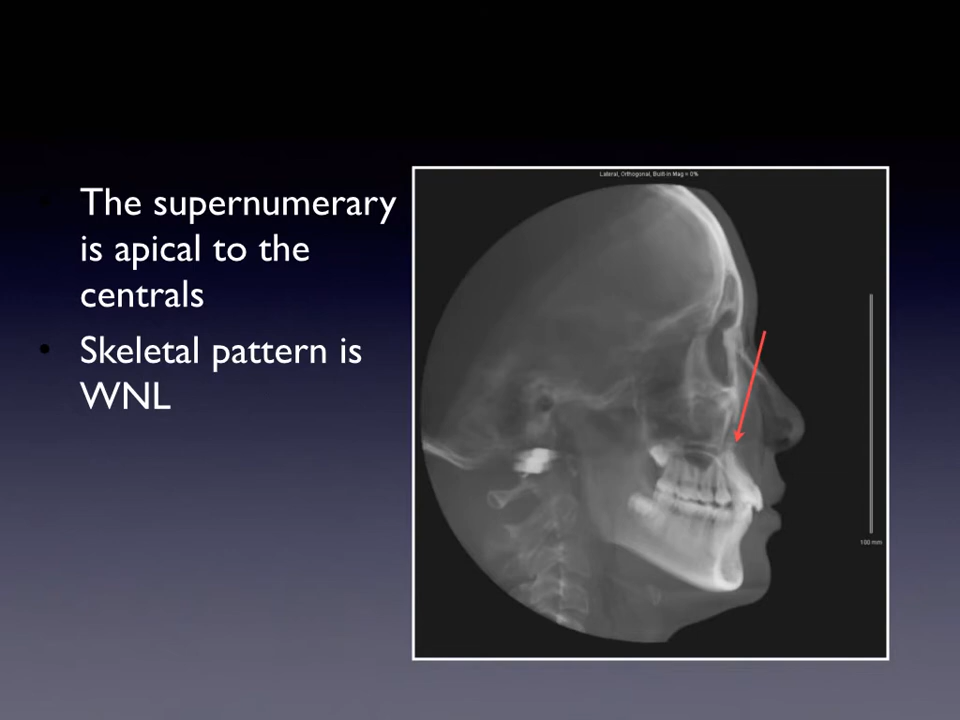 Lateral, Orthogonal, Built-in Mag = 0%
• The supernumerary
is apical to the
centrals
• Skeletal pattern is
WNL
100 mm